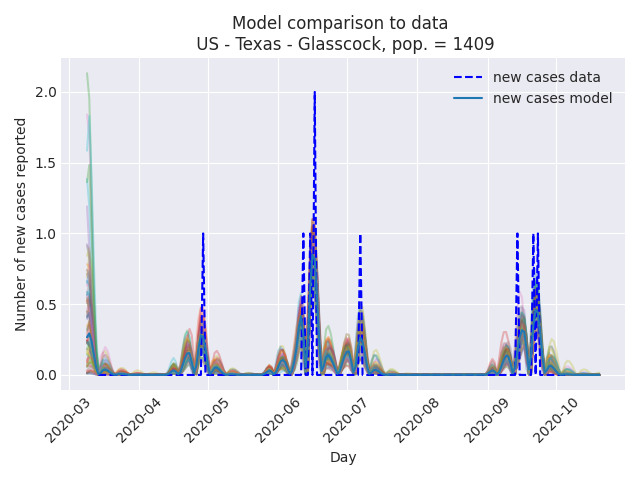 Model comparison to data
US - Texas - Glasscock, pop. = 1409
new cases data
new cases model
Number of new cases reported
2.0
1.5
1.0
0.5
0.0
2020-03
2020-04
2020-05
2020-06
2020-07
2020-08
2020-09
2020-10
Day